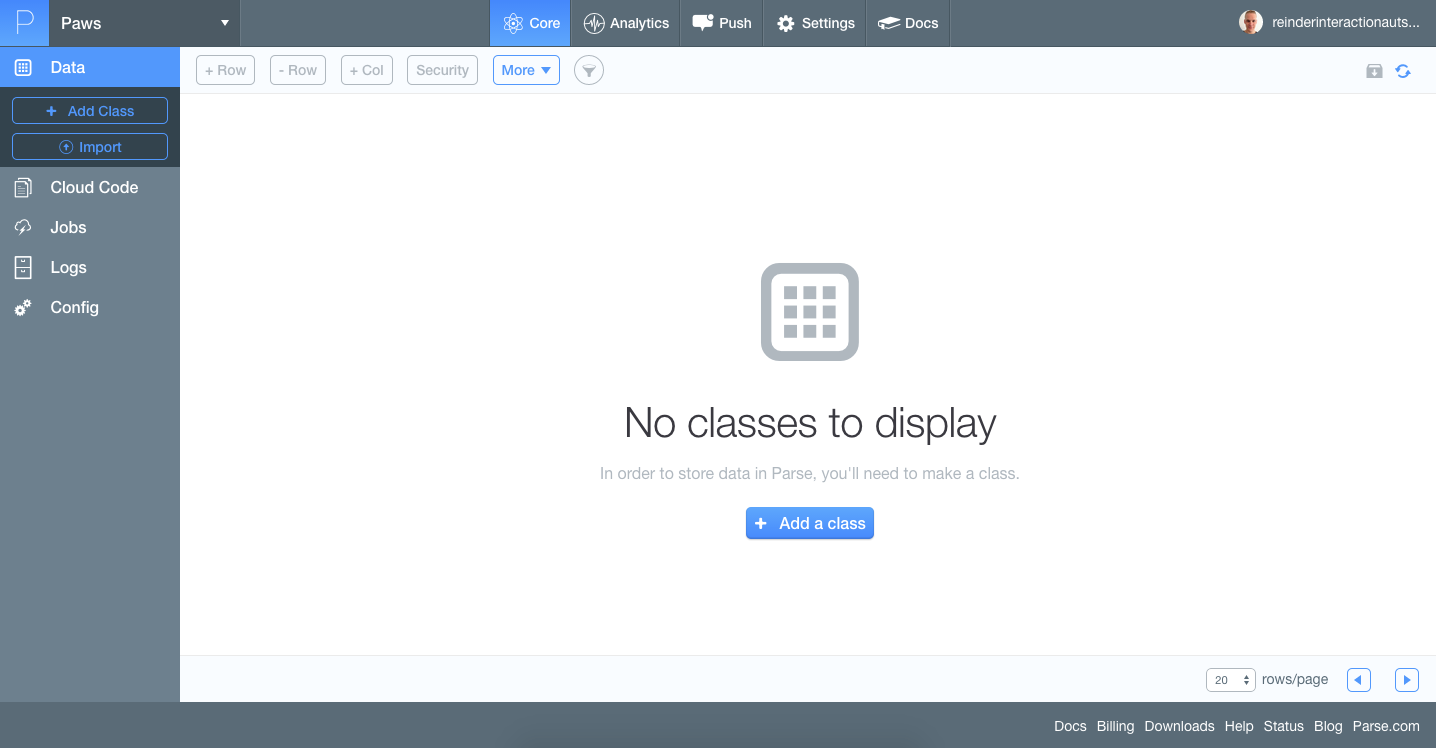 P Paws Core Analytics Push Settings Docs reinderinteractionauts...
Data + Row - Row + Col Security More
+ Add Class
Import
Cloud Code
Jobs
Logs
Config
No classes to display
In order to store data in Parse, you'll need to make a class.
+ Add a class
20 rows/page
Docs Billing Downloads Help Status Blog Parse.com